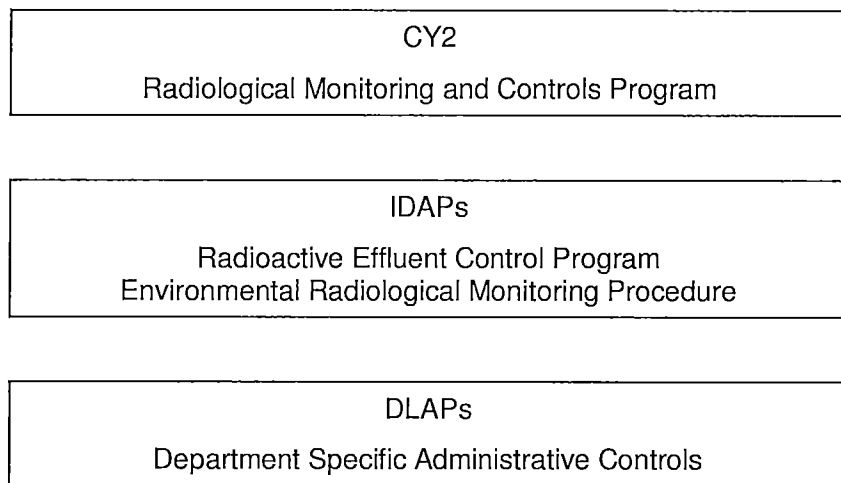 CY2
Radiological Monitoring and Controls Program
IDAPs
Radioactive Effluent Control Program
Environmental Radiological Monitoring Procedure
DLAPs
Department Specific Administrative Controls